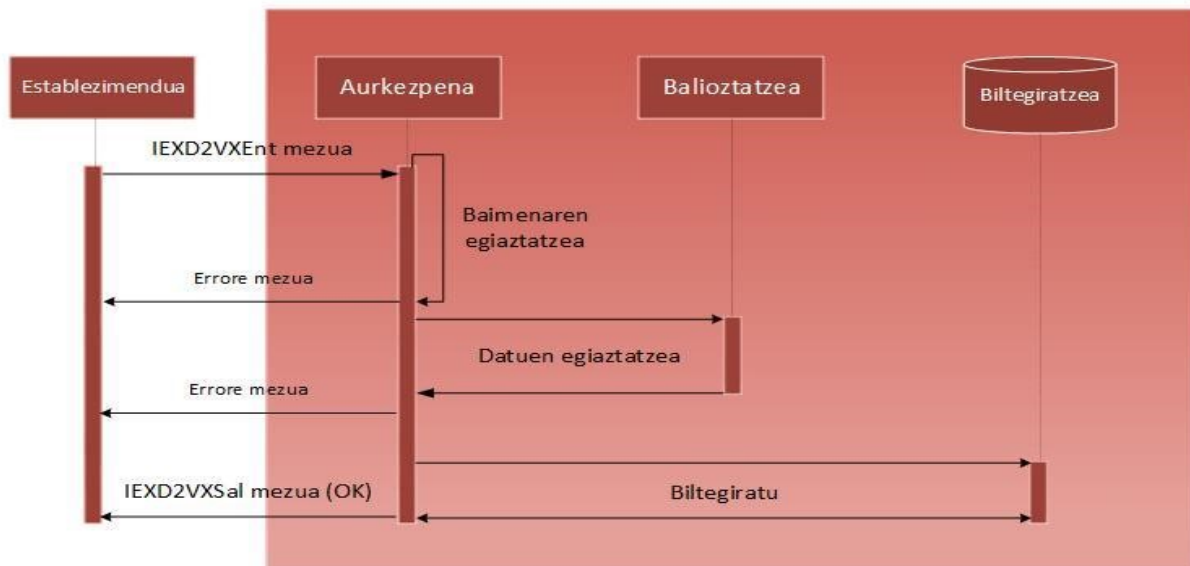 Establezimendua
Aurkezpena
Balioztatzea
Biltegiratzea
IEXD2VXEnt mezua
Baimenaren
egiaztatzea
Errore mezua
Datuen egiaztatzea
Errore mezua
IEXD2VXSal mezua (OK)
Biltegiratu